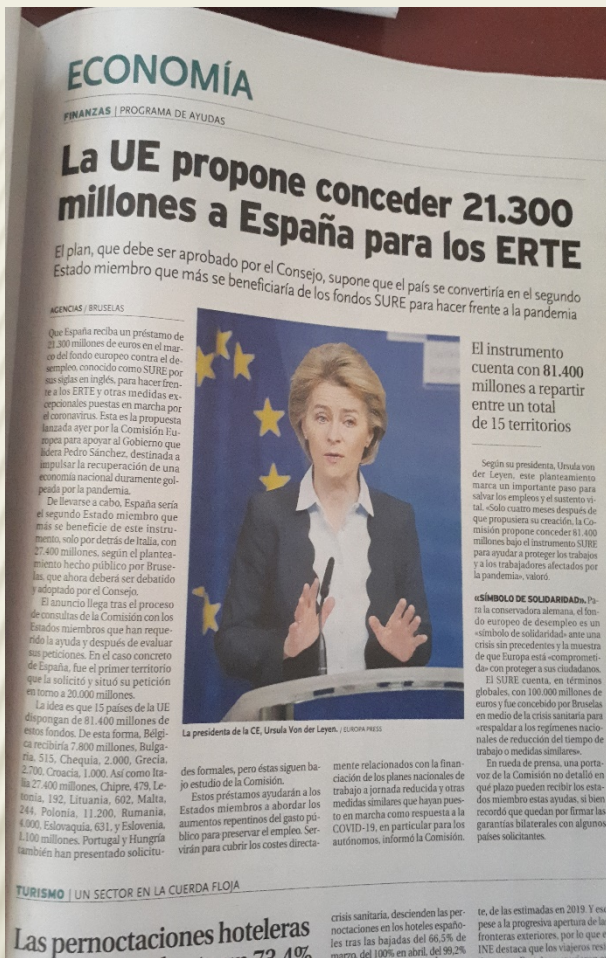 ECONOMÍA
FINANZAS | PROGRAMA DE AYUDAS
La UE propone conceder 21.300
millones a España para los ERTE
El plan, que debe ser aprobado por el Consejo, supone que el país se convertiría en el segundo
Estado miembro que más se beneficiaría de los fondos SURE para hacer frente a la pandemia
AGENCIAS / BRUSELAS
Que España reciba un préstamo de
21.300 millones de euros en el mar-
co del fondo europeo contra el de-
sempleo, conocido como SURE por
sus siglas en inglés, para hacer fren-
te a los ERTE y otras medidas ex-
cepcionales puestas en marcha por
el coronavirus. Esta es la propuesta
lanzada ayer por la Comisión Eu-
ropea para apoyar al Gobierno que
lidera Pedro Sánchez, destinada a
impulsar la recuperación de una
economía nacional duramente gol-
peada por la pandemia.
De llevarse a cabo, España sería
el segundo Estado miembro que
más se beneficie de este instru-
mento, solo por detrás de Italia, con
27.400 millones, según el plantea-
miento hecho público por Bruse-
las, que ahora deberá ser debatido
y adoptado por el Consejo.
El anuncio llega tras el proceso
de consultas de la Comisión con los
Estados miembros que han reque-
rido la ayuda y después de evaluar
sus peticiones. En el caso concreto
de España, fue el primer territorio
que la solicitó y situó su petición
en torno a 20.000 millones.
La idea es que 15 países de la UE
dispongan de 81.400 millones de
estos fondos. De esta forma, Bélgi-
ca recibiría 7.800 millones, Bulga-
ria, 515, Chequia, 2.000, Grecia,
2.700, Croacia, 1.000. Así como Ita-
lia 27.400 millones, Chipre, 479, Le-
tonia, 192, Lituania, 602, Malta,
244, Polonia, 11.200, Rumania,
4.000, Eslovaquia, 631, y Eslovenia,
1.100 millones. Portugal y Hungría
también han presentado solicitu-
La presidenta de la CE, Ursula Von der Leyen. / EUROPA PRESS
des formales, pero éstas siguen ba-
jo estudio de la Comisión.
Estos préstamos ayudarán a los
Estados miembros a abordar los
aumentos repentinos del gasto pú-
blico para preservar el empleo. Ser-
virán para cubrir los costes directa-
mente relacionados con la finan-
ciación de los planes nacionales de
trabajo a jornada reducida y otras
medidas similares que hayan pues-
to en marcha como respuesta a la
COVID-19, en particular para los
autónomos, informó la Comisión.
El instrumento
cuenta con 81.400
millones a repartir
entre un total
de 15 territorios
Según su presidenta, Ursula von
der Leyen, este planteamiento
marca un importante paso para
salvar los empleos y el sustento vi-
tal. «Solo cuatro meses después de
que propusiera su creación, la Co-
misión propone conceder 81.400
millones bajo el instrumento SURE
para ayudar a proteger los trabajos
y a los trabajadores afectados por
la pandemia», valoró.
«SÍMBOLO DE SOLIDARIDAD». Pa-
ra la conservadora alemana, el fon-
do europeo de desempleo es un
«símbolo de solidaridad» ante una
crisis sin precedentes y la muestra
de que Europa está «comprometi-
da» con proteger a sus ciudadanos.
El SURE cuenta, en términos
globales, con 100.000 millones de
euros y fue concebido por Bruselas
en medio de la crisis sanitaria para
«respaldar a los regímenes nacio-
nales de reducción del tiempo de
trabajo o medidas similares».
En rueda de prensa, una porta-
voz de la Comisión no detalló en
qué plazo pueden recibir los esta-
dos miembro estas ayudas, si bien
recordó que quedan por firmar las
garantías bilaterales con algunos
países solicitantes.
TURISMO | UN SECTOR EN LA CUERDA FLOJA
Las pernoctaciones hoteleras
72,4%
crisis sanitaria, descienden las per-
noctaciones en los hoteles españo-
les tras las bajadas del 66,5% de
marzo, del 100% en abril, del 99,2%
te, de las estimadas en 2019. Y eso
pese a la progresiva apertura de la
fronteras exteriores, por lo que e
INE destaca que los viajeros resi